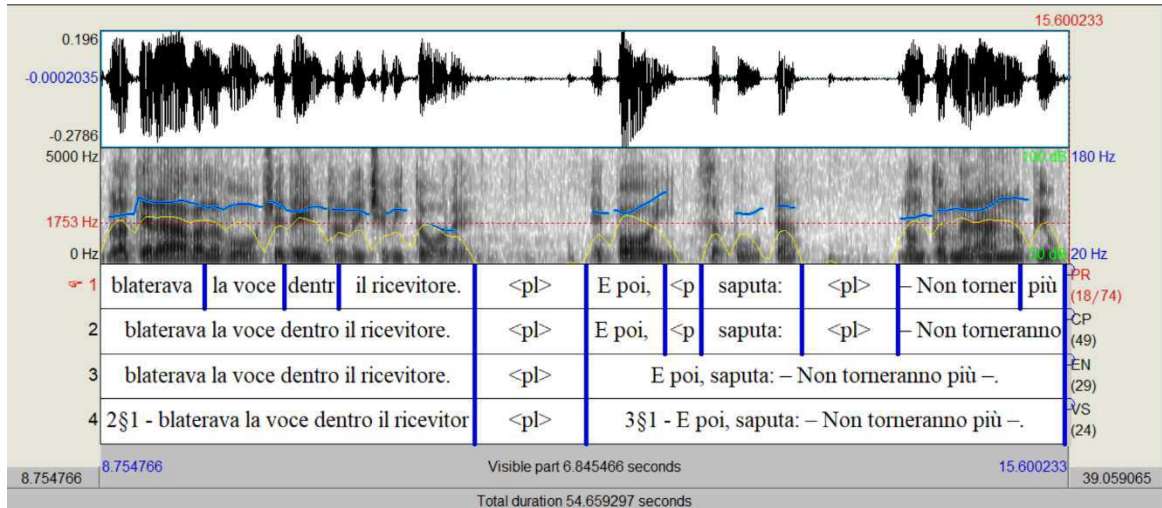 15.600233
0.196
-0.0002035
-0.2786
5000 Hz 100 dB 180 Hz
1753 Hz
0 Hz 50 dB 20 Hz
1 blaterava la voce dentr il ricevitore. <pl> E poi, <p saputa: <pl> – Non torner più PR (18/74)
2 blaterava la voce dentro il ricevitore. <pl> E poi, <p saputa: <pl> – Non torneranno CP (49)
3 blaterava la voce dentro il ricevitore. <pl> E poi, saputa: – Non torneranno più –. EN (29)
4 2§1 - blaterava la voce dentro il ricevitor <pl> 3§1 - E poi, saputa: – Non torneranno più –. VS (24)
8.754766 Visible part 6.845466 seconds 15.600233
8.754766 39.059065
Total duration 54.659297 seconds